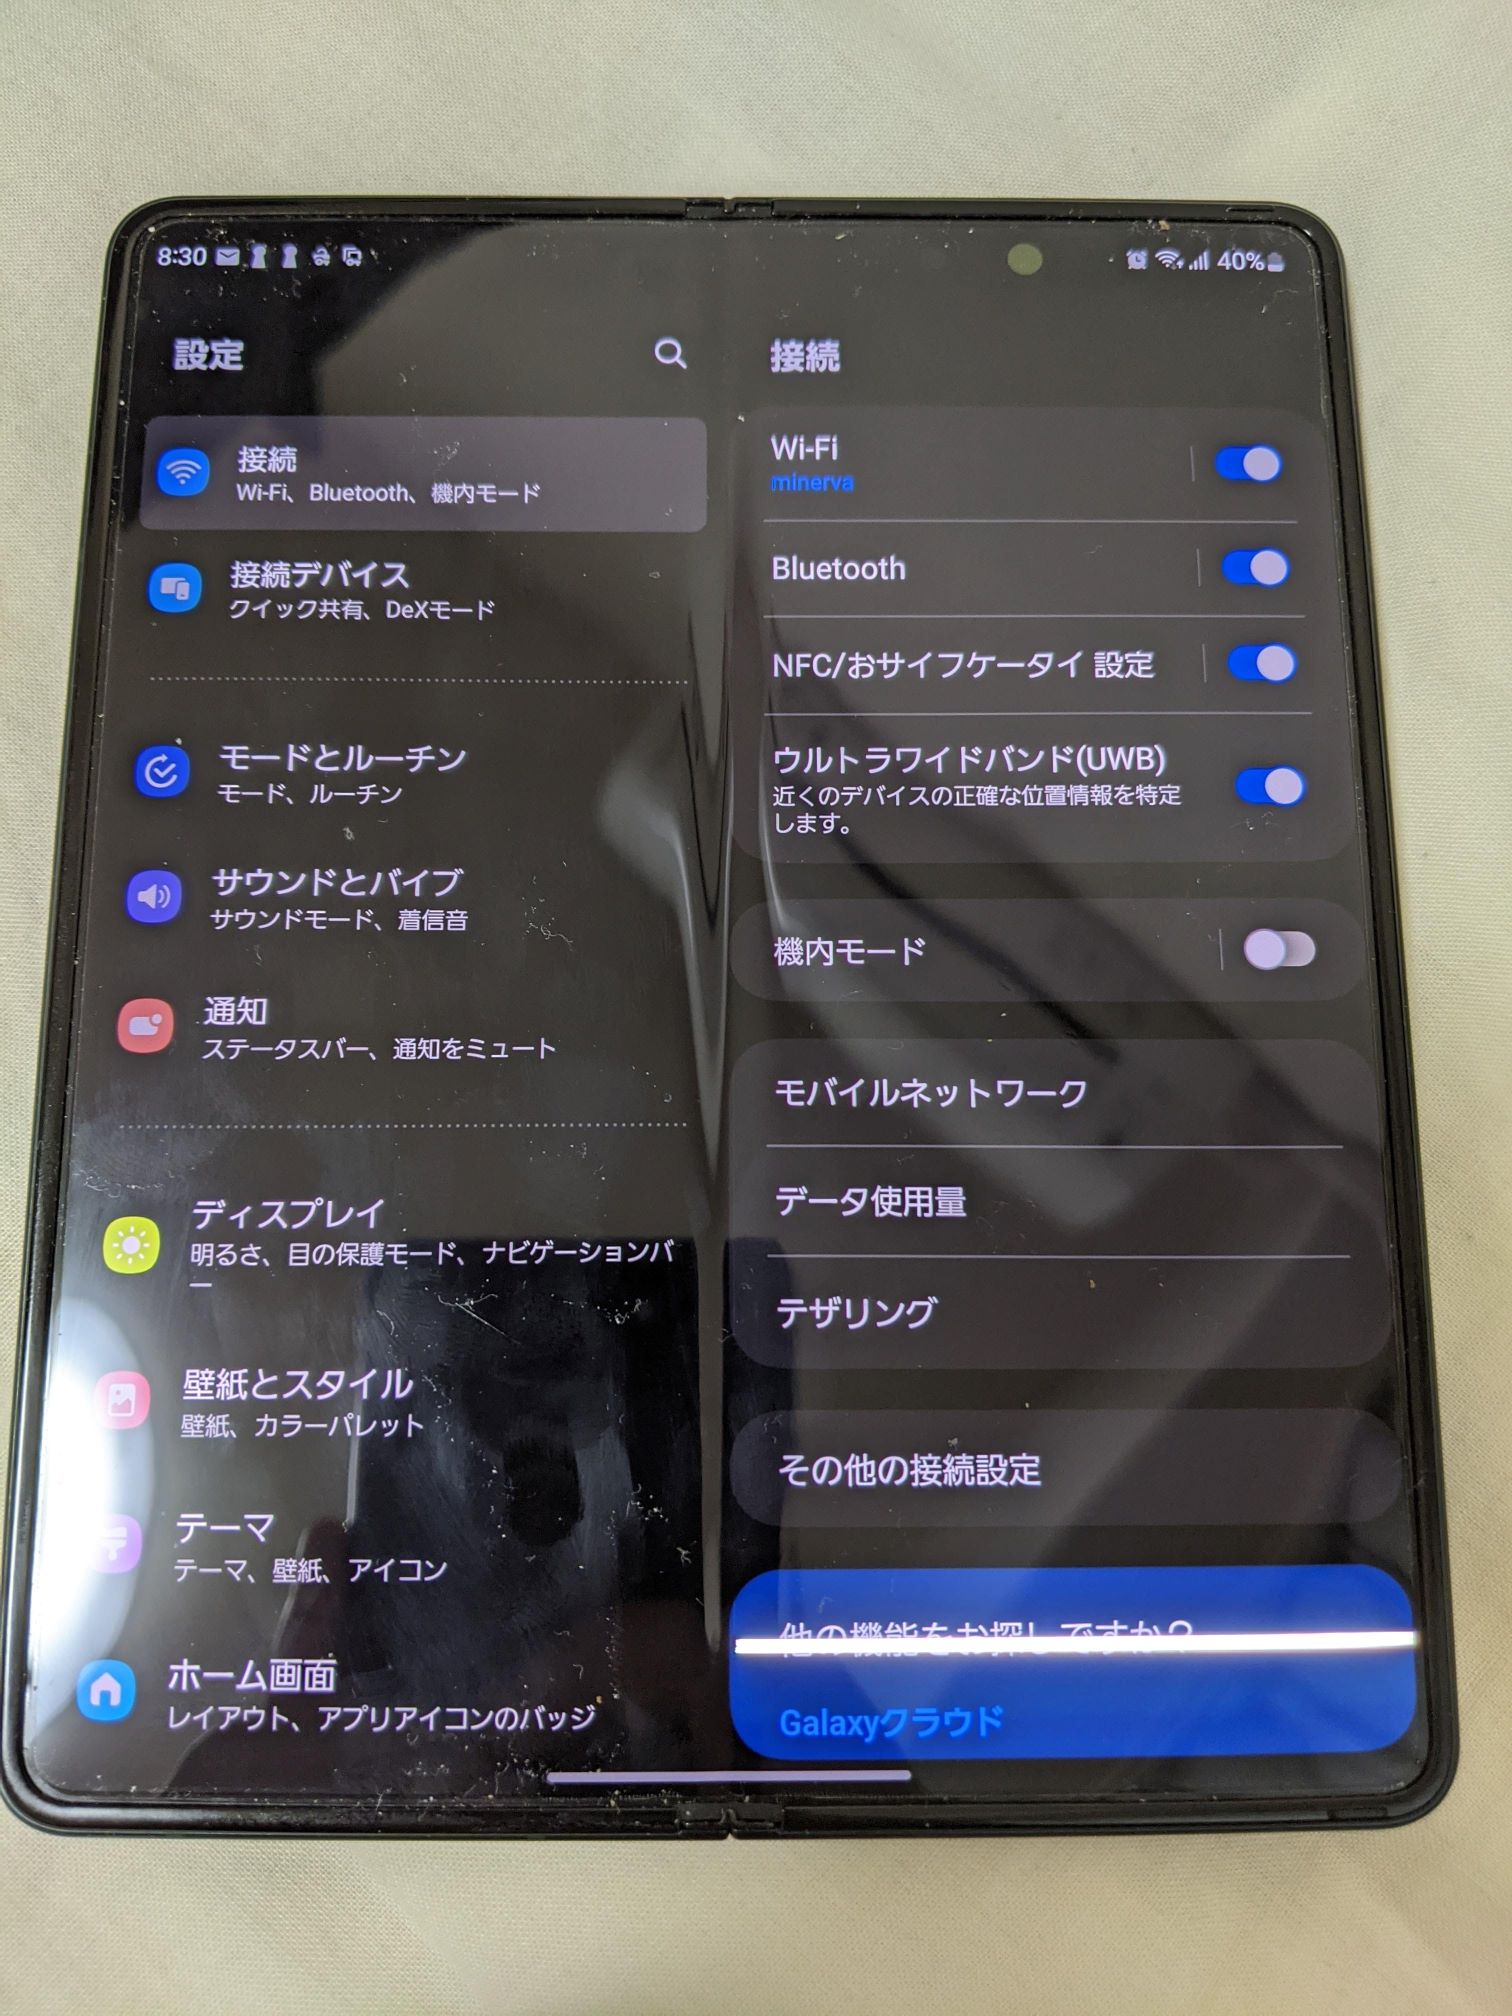 8:30
40%
設定
接続
Wi-Fi、Bluetooth、機内モード
接続デバイス
クイック共有、DeXモード
モードとルーチン
モード、ルーチン
サウンドとバイブ
サウンドモード、着信音
通知
ステータスバー、通知をミュート
ディスプレイ
明るさ、目の保護モード、ナビゲーションバ
ー
壁紙とスタイル
壁紙、カラーパレット
テーマ
テーマ、壁紙、アイコン
ホーム画面
レイアウト、アプリアイコンのバッジ
接続
Wi-Fi
minerva
Bluetooth
NFC/おサイフケータイ 設定
ウルトラワイドバンド(UWB)
近くのデバイスの正確な位置情報を特定
します。
機内モード
モバイルネットワーク
データ使用量
テザリング
その他の接続設定
他の機能をお探しですか?
Galaxyクラウド